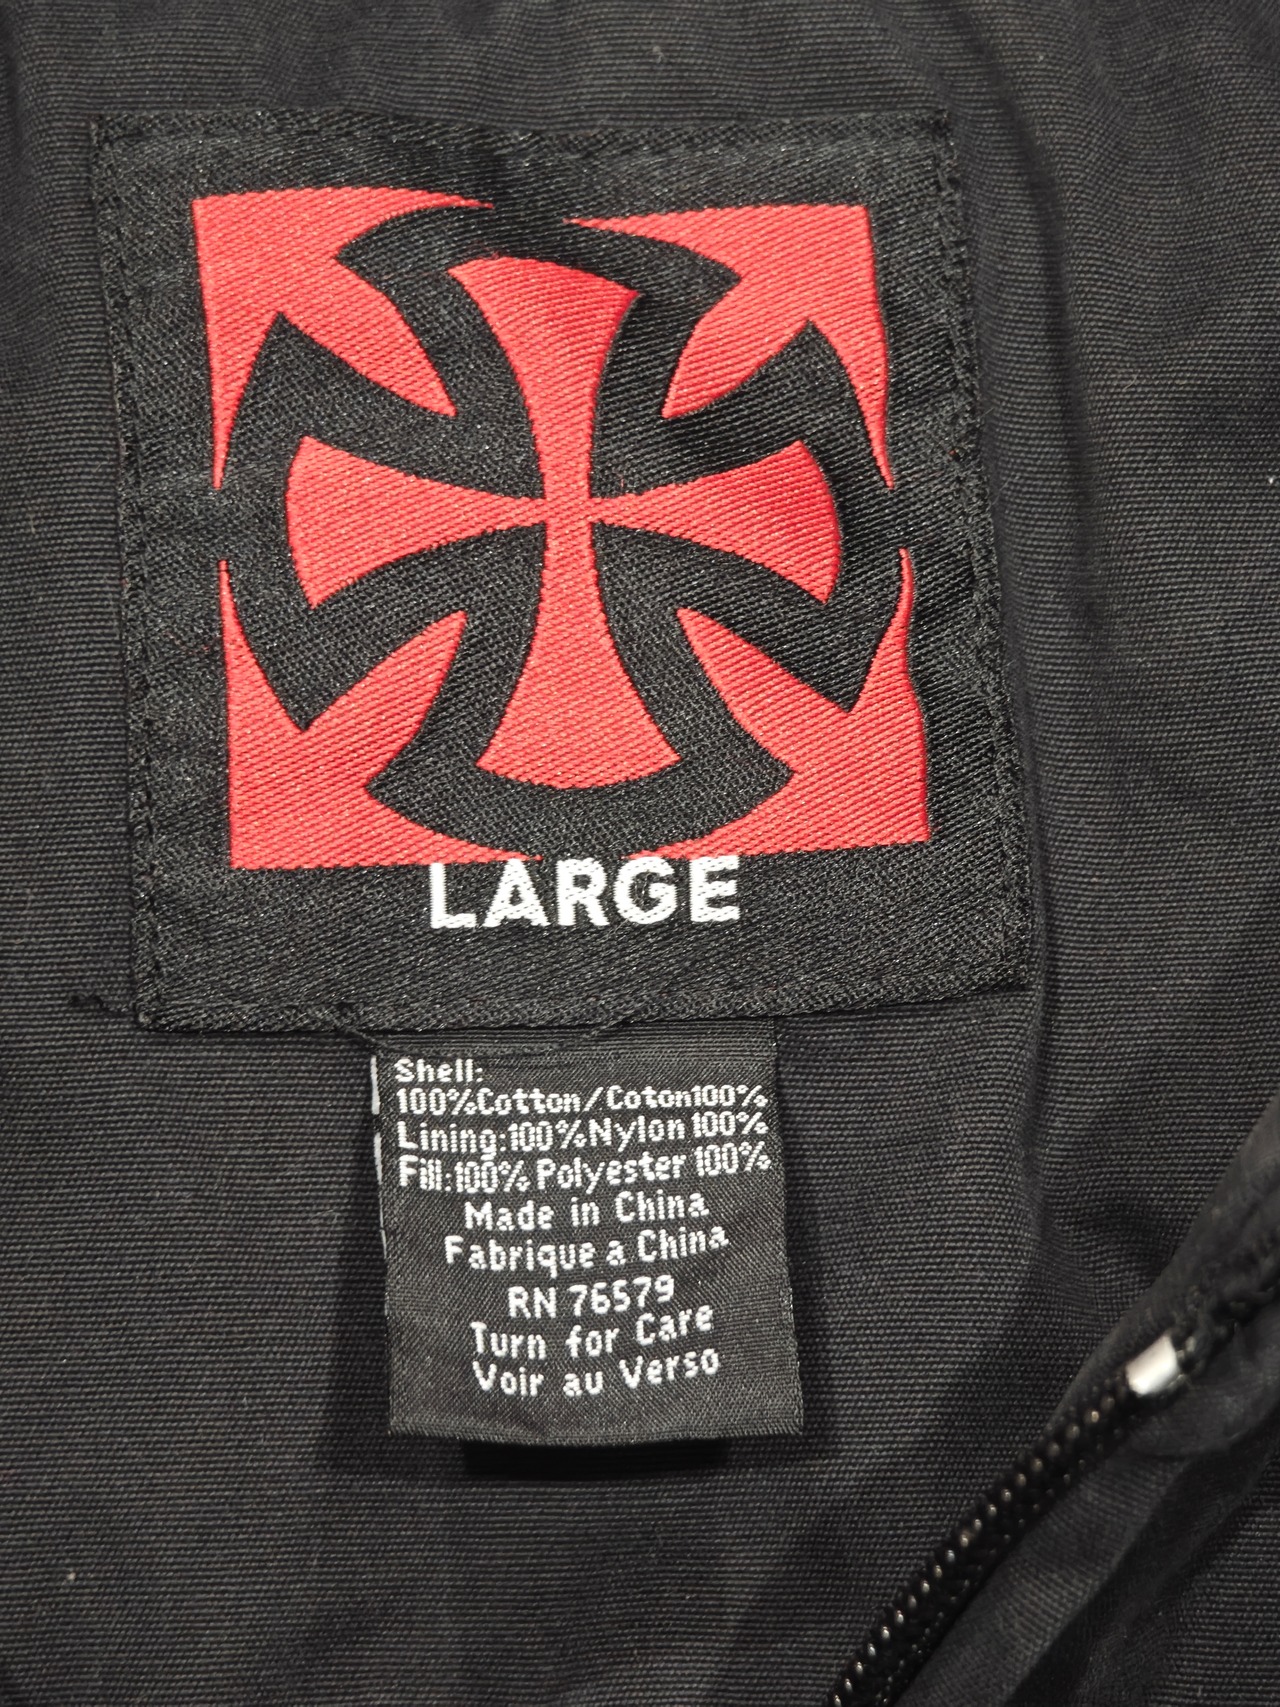 LARGE
Shell:
100%Cotton/Coton100%
Lining:100%Nylon 100%
Fill:100% Polyester 100%
Made in China
Fabrique a China
RN 76579
Turn for Care
Voir au Verso